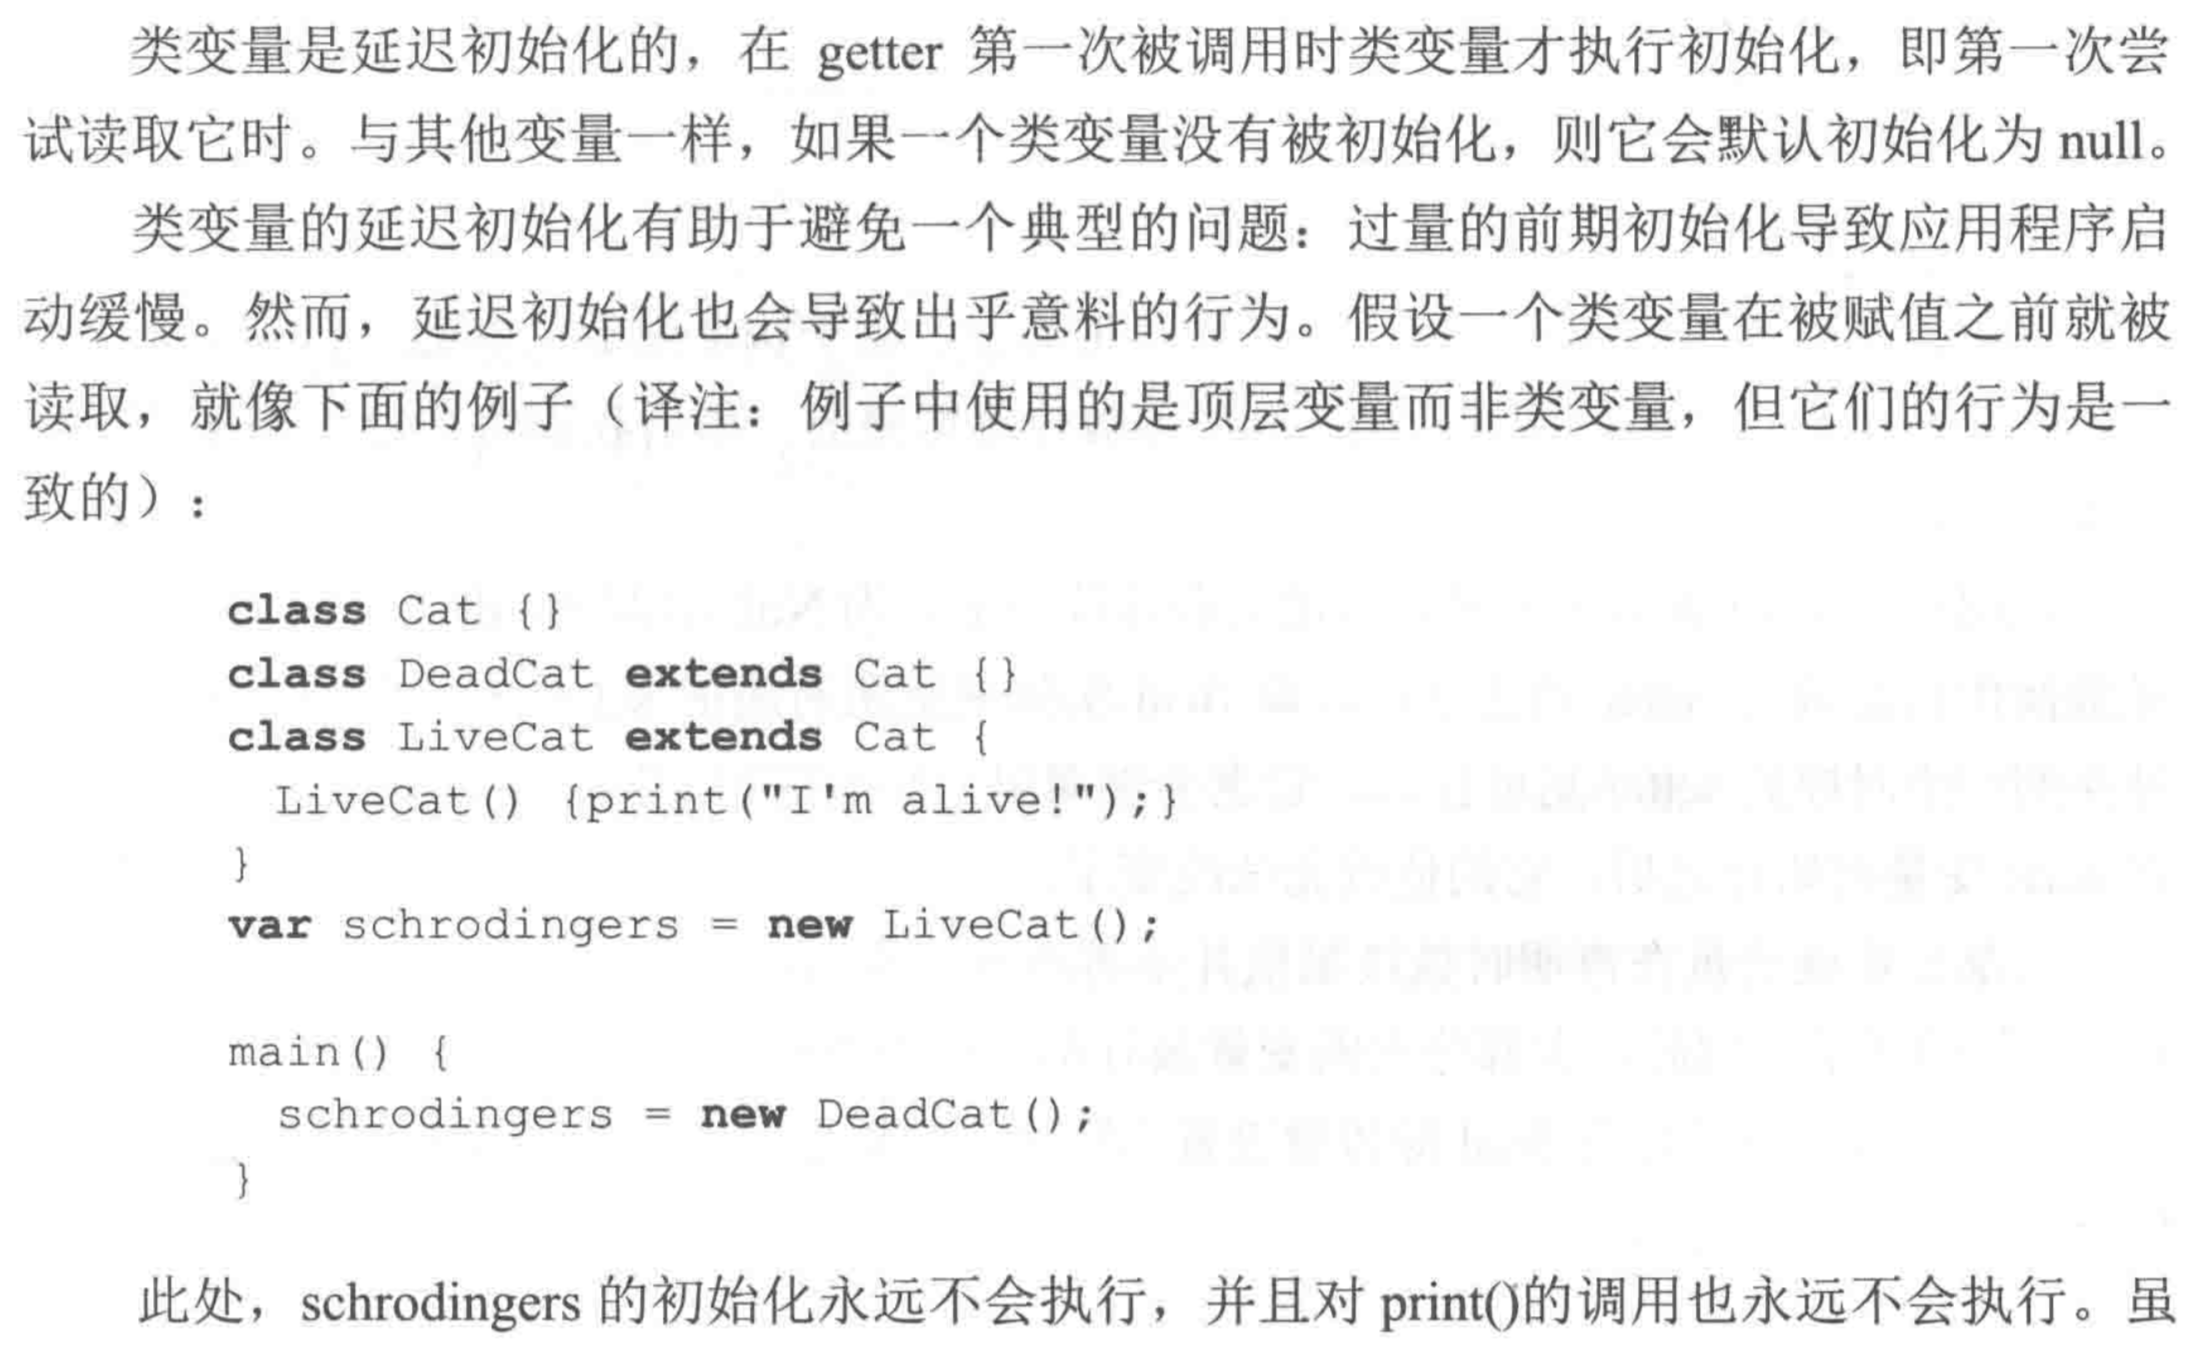 类变量是延迟初始化的，在 getter 第一次被调用时类变量才执行初始化，即第一次尝
试读取它时。与其他变量一样，如果一个类变量没有被初始化，则它会默认初始化为 null。
类变量的延迟初始化有助于避免一个典型的问题：过量的前期初始化导致应用程序启
动缓慢。然而，延迟初始化也会导致出乎意料的行为。假设一个类变量在被赋值之前就被
读取，就像下面的例子（译注：例子中使用的是顶层变量而非类变量，但它们的行为是一
致的）：
class Cat {}
class DeadCat extends Cat {}
class LiveCat extends Cat {
  LiveCat() {print("I'm alive!");}
}
var schrodingers = new LiveCat();
main() {
  schrodingers = new DeadCat();
}
此处，schrodingers 的初始化永远不会执行，并且对 print()的调用也永远不会执行。虽